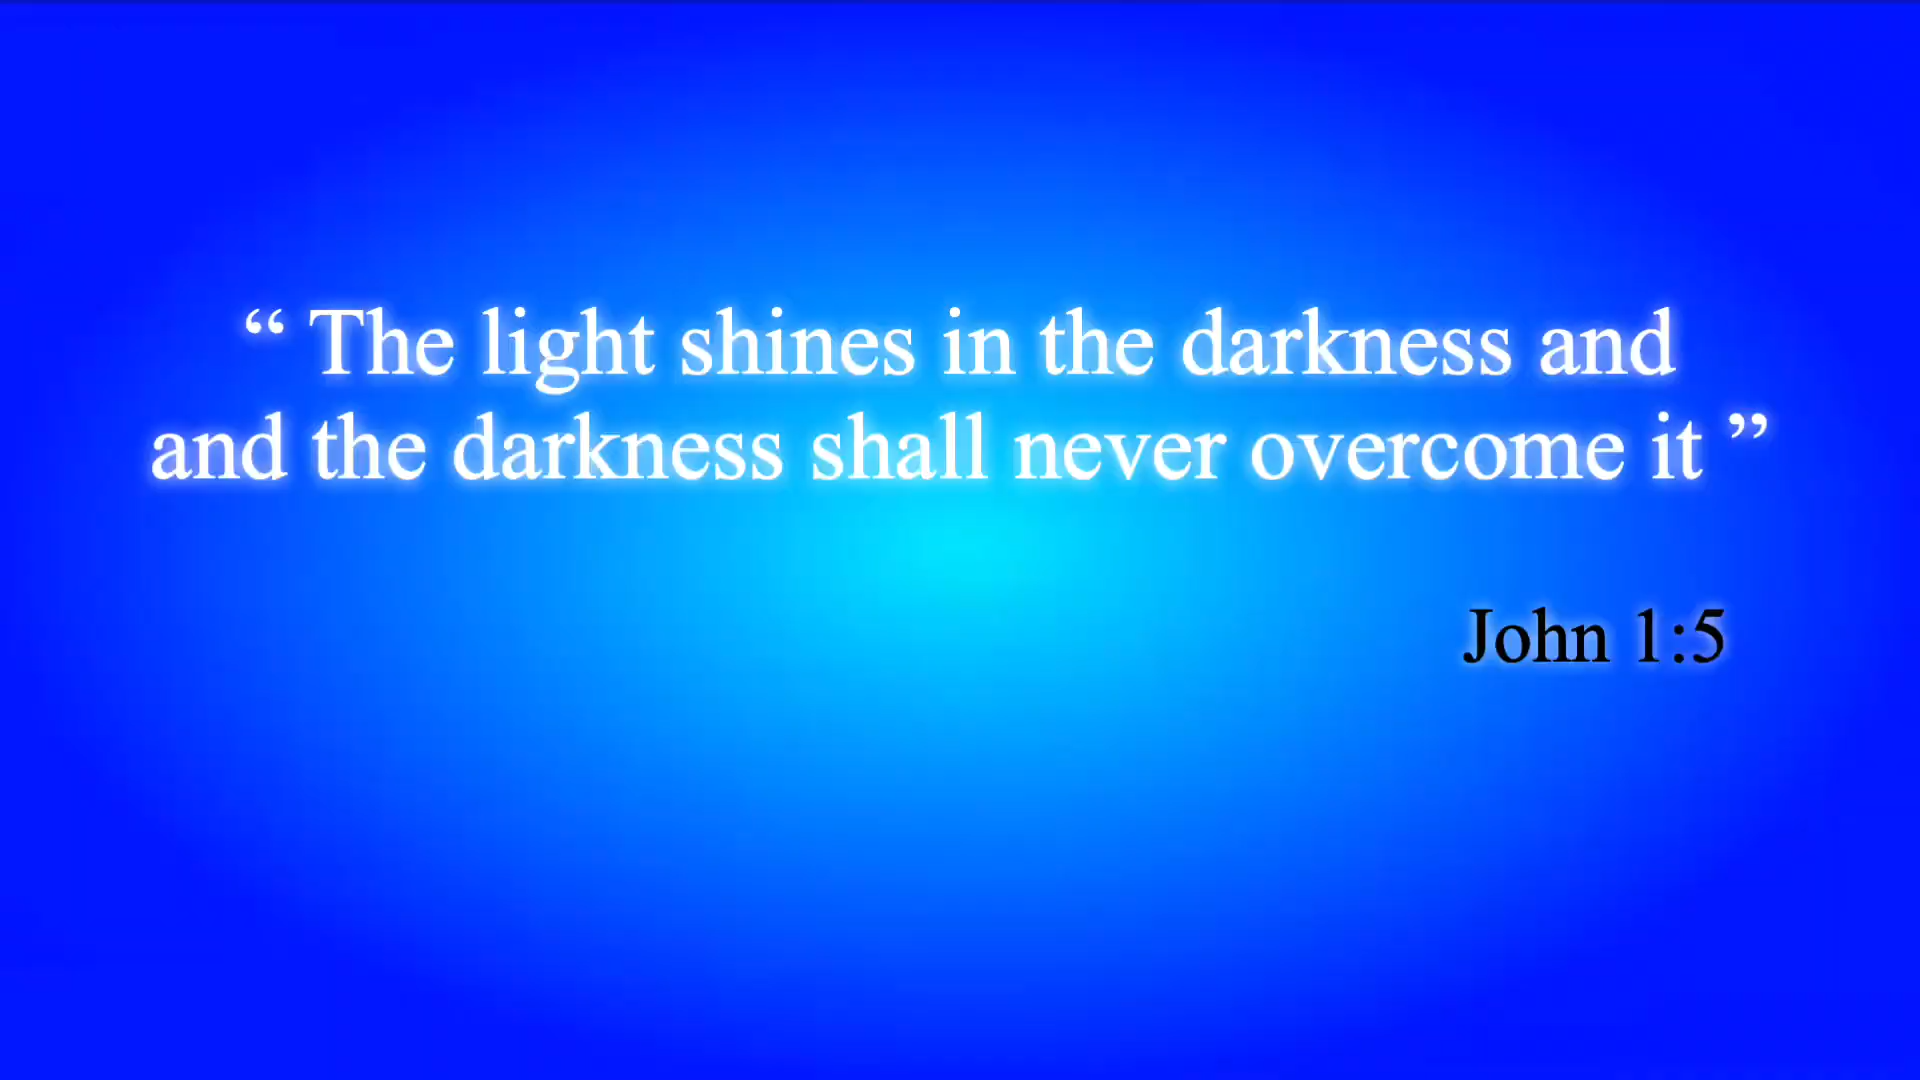 “ The light shines in the darkness and
and the darkness shall never overcome it ”
John 1:5